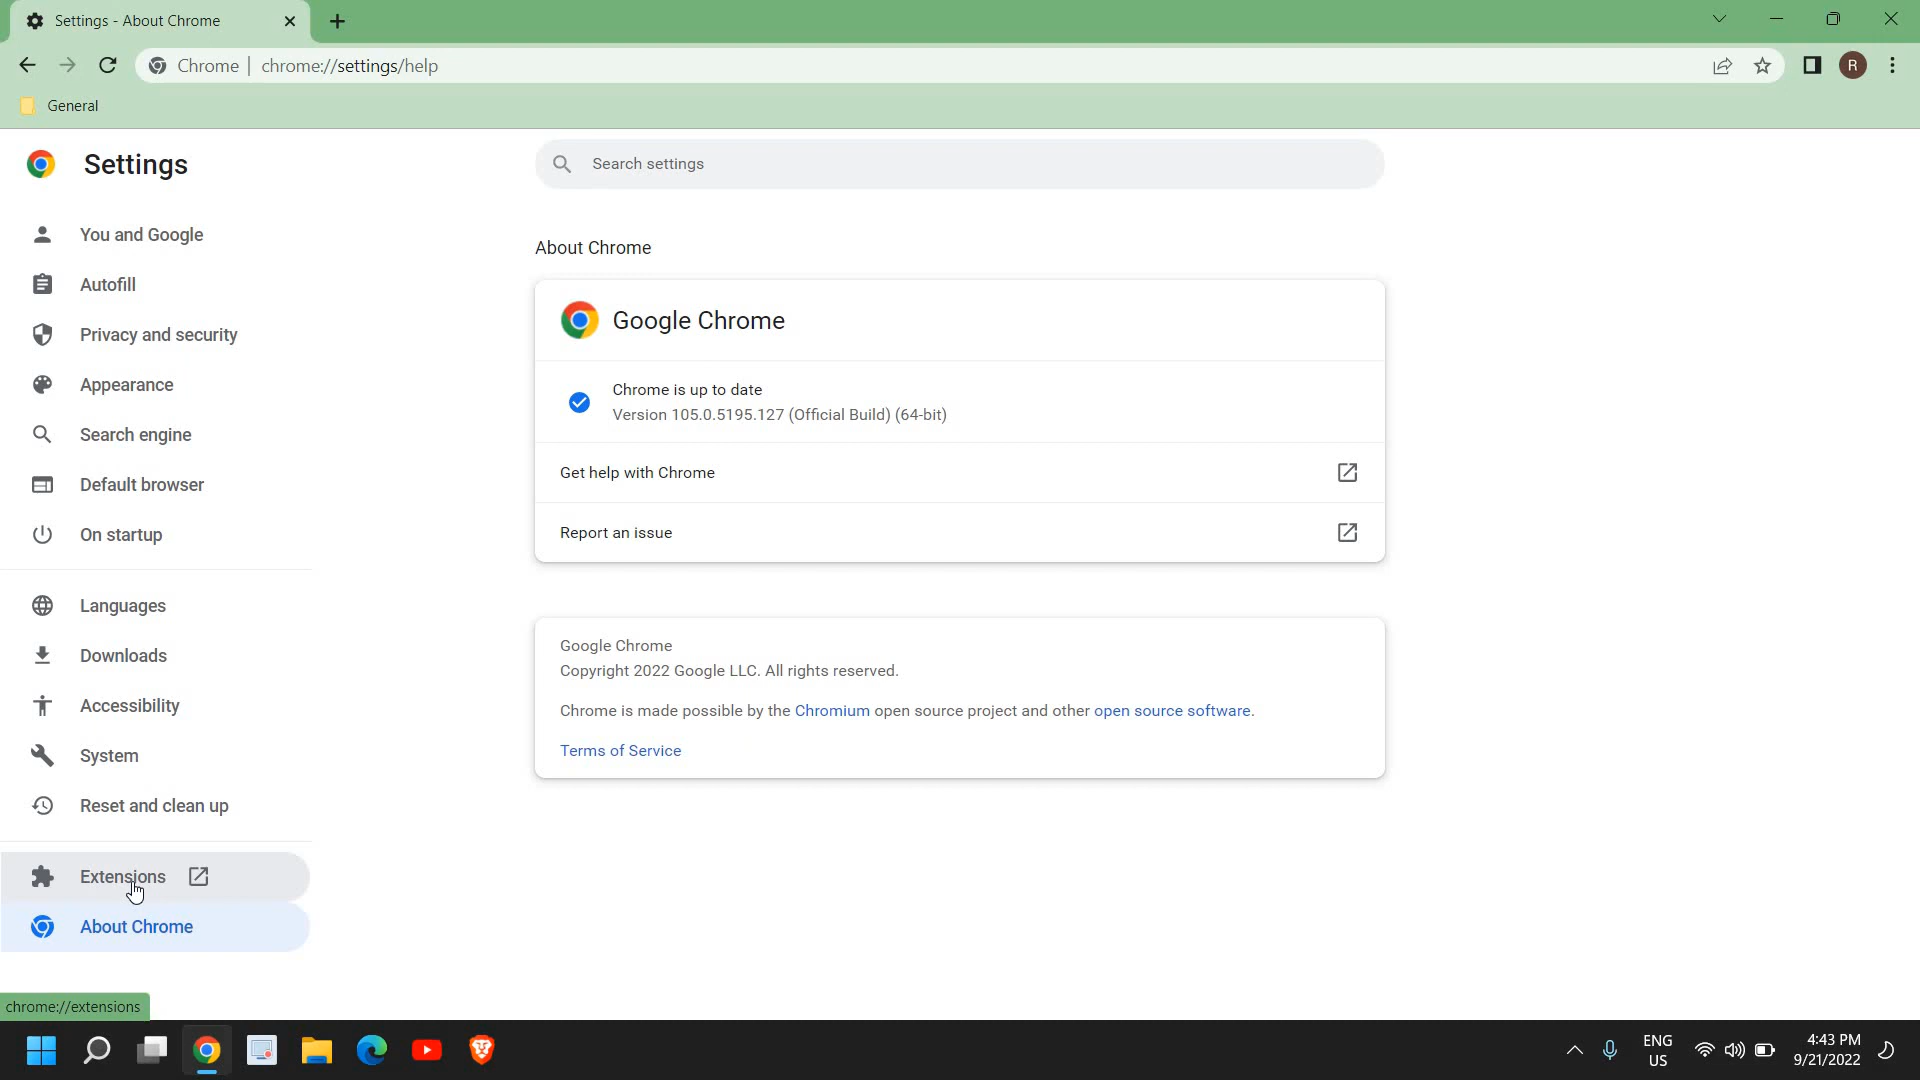 Settings - About Chrome
Chrome | chrome://settings/help
R
General
Settings
Search settings
You and Google
Autofill
Privacy and security
Appearance
Search engine
Default browser
On startup
Languages
Downloads
Accessibility
System
Reset and clean up
Extensions
About Chrome
About Chrome
Google Chrome
Chrome is up to date
Version 105.0.5195.127 (Official Build) (64-bit)
Get help with Chrome
Report an issue
Google Chrome
Copyright 2022 Google LLC. All rights reserved.
Chrome is made possible by the Chromium open source project and other open source software.
Terms of Service
chrome://extensions
ENG
US
4:43 PM
9/21/2022